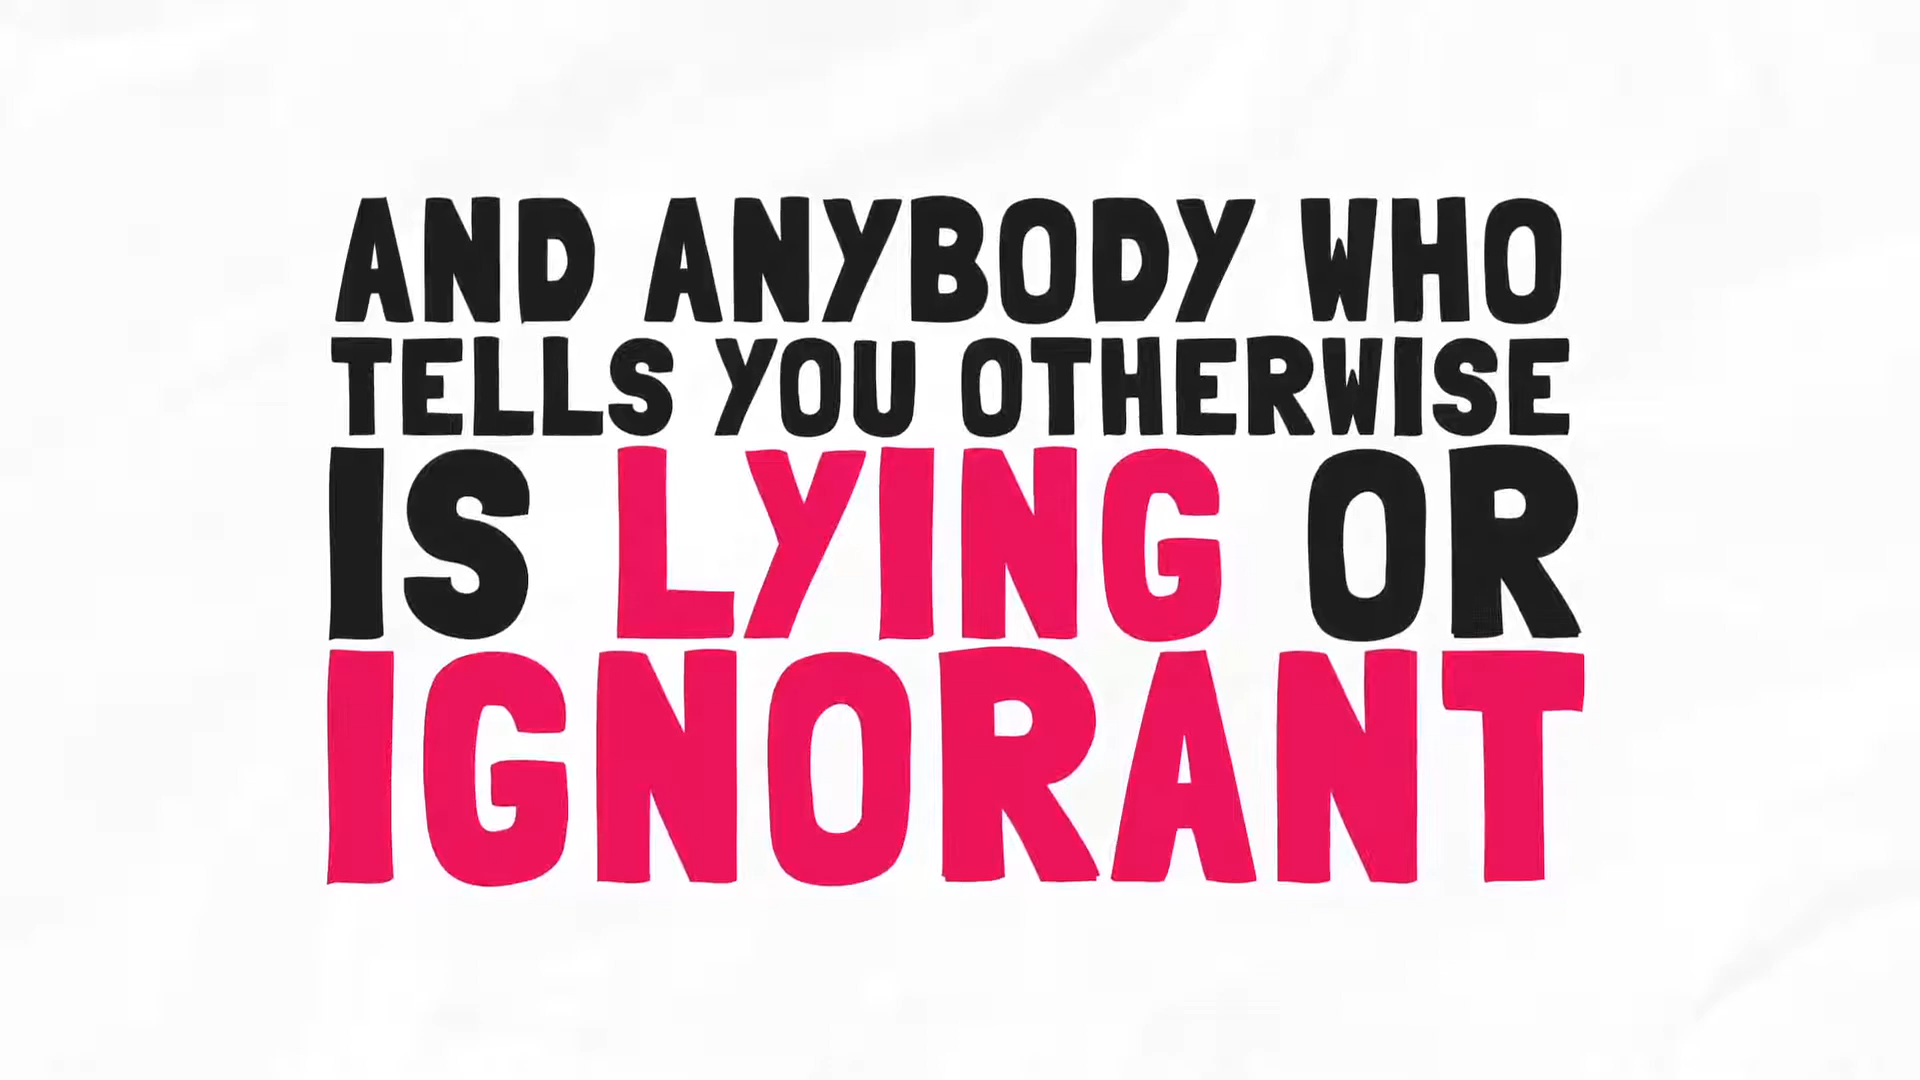 AND ANYBODY WHO
TELLS YOU OTHERWISE
IS LYING OR
IGNORANT